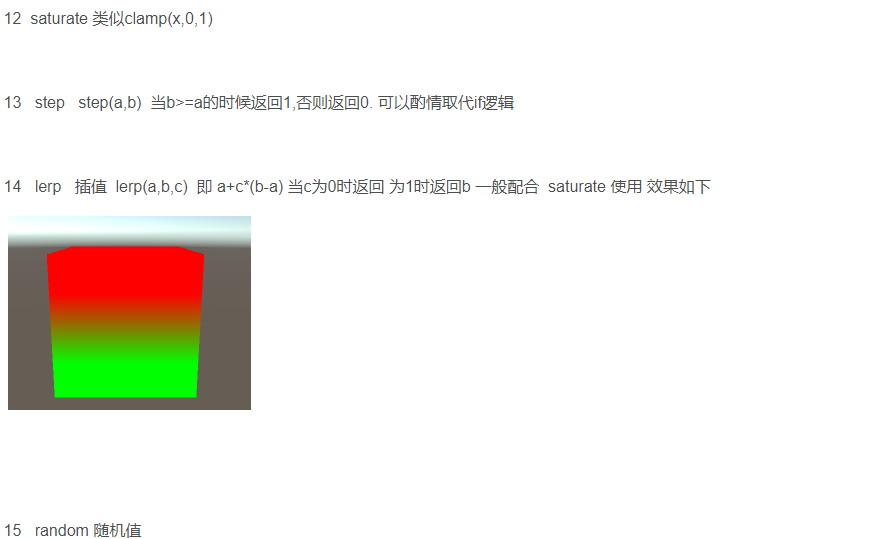 12 saturate 类似clamp(x,0,1)
13 step step(a,b) 当b>=a的时候返回1,否则返回0. 可以酌情取代if逻辑
14 lerp 插值 lerp(a,b,c) 即 a+c*(b-a) 当c为0时返回 为1时返回b 一般配合 saturate 使用 效果如下
15 random 随机值